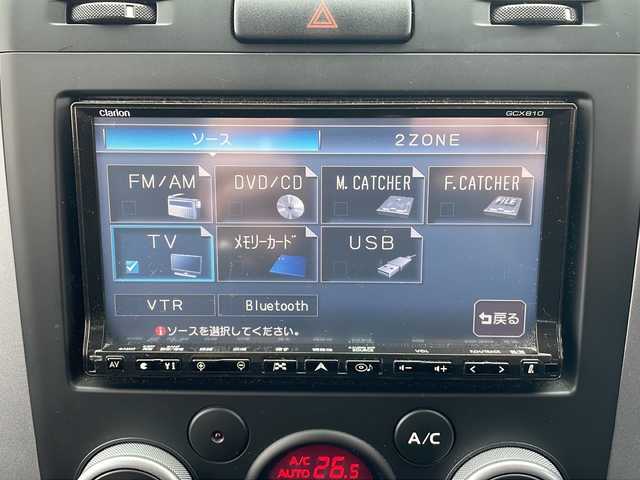 clarion GCX810
ソース 2ZONE
FM/AM DVD/CD M.CATCHER F.CATCHER
FILE
TV ﾒﾓﾘｰｶｰﾄﾞ USB
VTR Bluetooth
ソースを選択してください。
戻る
AV
VOL
A/C
A/C
AUTO 26.5